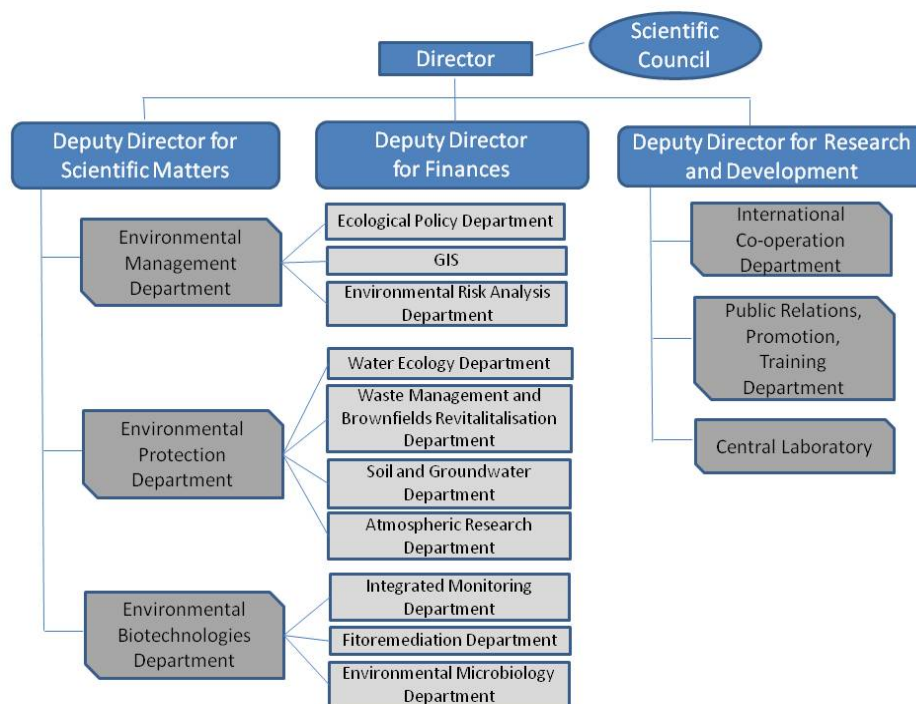 Scientific
Council
Director
Deputy Director for
Scientific Matters
Deputy Director
for Finances
Deputy Director for Research
and Development
Environmental
Management
Department
Ecological Policy Department
GIS
Environmental Risk Analysis
Department
Environmental
Protection
Department
Water Ecology Department
Waste Management and
Brownfields Revitalitalisation
Department
Soil and Groundwater
Department
Atmospheric Research
Department
Environmental
Biotechnologies
Department
Integrated Monitoring
Department
Fitoremediation Department
Environmental Microbiology
Department
International
Co-operation
Department
Public Relations,
Promotion,
Training
Department
Central Laboratory